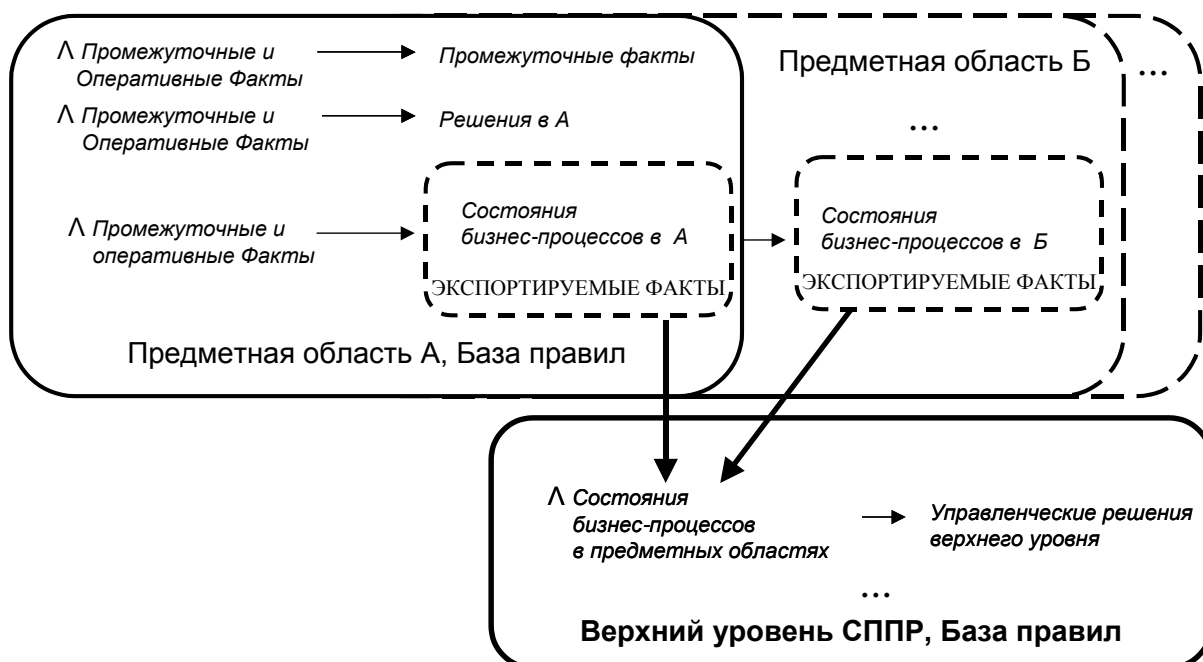 Λ Промежуточные и
Оперативные Факты
Промежуточные факты
Λ Промежуточные и
Оперативные Факты
Решения в А
Λ Промежуточные и
оперативные Факты
Состояния
бизнес-процессов в А
ЭКСПОРТИРУЕМЫЕ ФАКТЫ
Предметная область А, База правил
Предметная область Б
...
...
Состояния
бизнес-процессов в Б
ЭКСПОРТИРУЕМЫЕ ФАКТЫ
Λ Состояния
бизнес-процессов
в предметных областях
Управленческие решения
верхнего уровня
...
Верхний уровень СППР, База правил